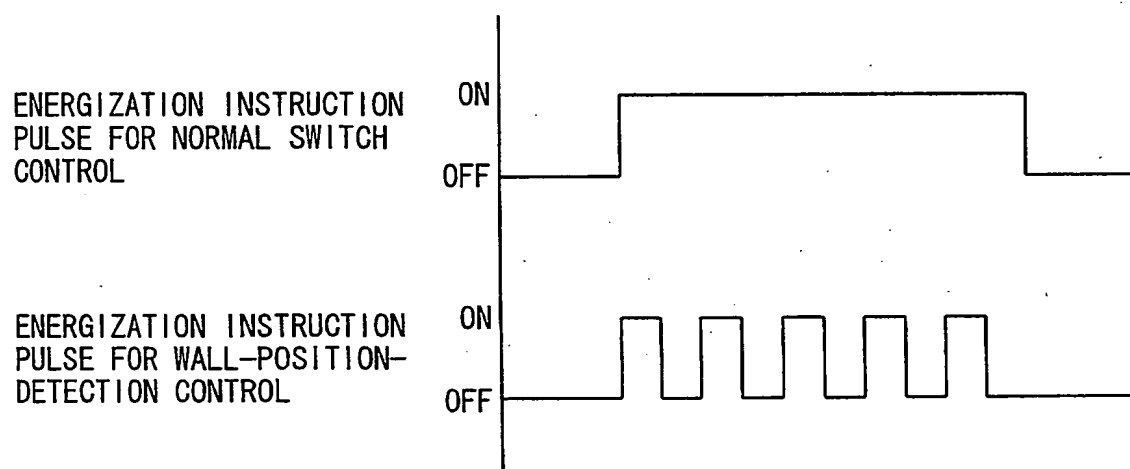 ENERGIZATION INSTRUCTION
PULSE FOR NORMAL SWITCH
CONTROL
ON
OFF
ENERGIZATION INSTRUCTION
PULSE FOR WALL-POSITION-
DETECTION CONTROL
ON
OFF